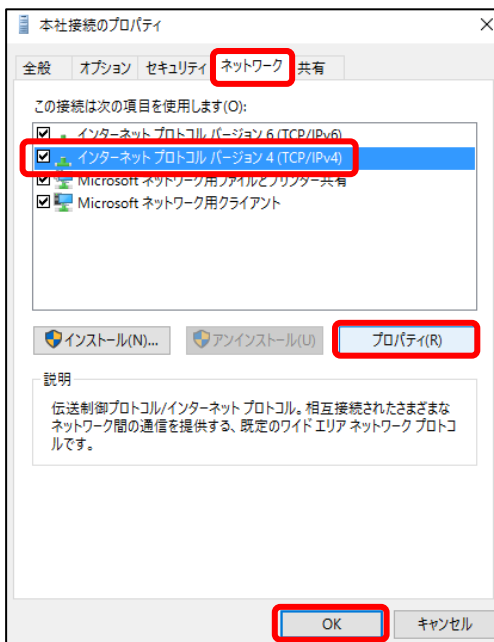 本社接続のプロパティ
全般 オプション セキュリティ ネットワーク 共有
この接続は次の項目を使用します(O):
インターネット プロトコル バージョン 6 (TCP/IPv6)
インターネット プロトコル バージョン 4 (TCP/IPv4)
Microsoft ネットワーク用ファイルとプリンター共有
Microsoft ネットワーク用クライアント
インストール(N)... アンインストール(U) プロパティ(R)
説明
伝送制御プロトコル/インターネット プロトコル。相互接続されたさまざまな
ネットワーク間の通信を提供する、既定のワイド エリア ネットワーク プロトコ
ルです。
OK キャンセル